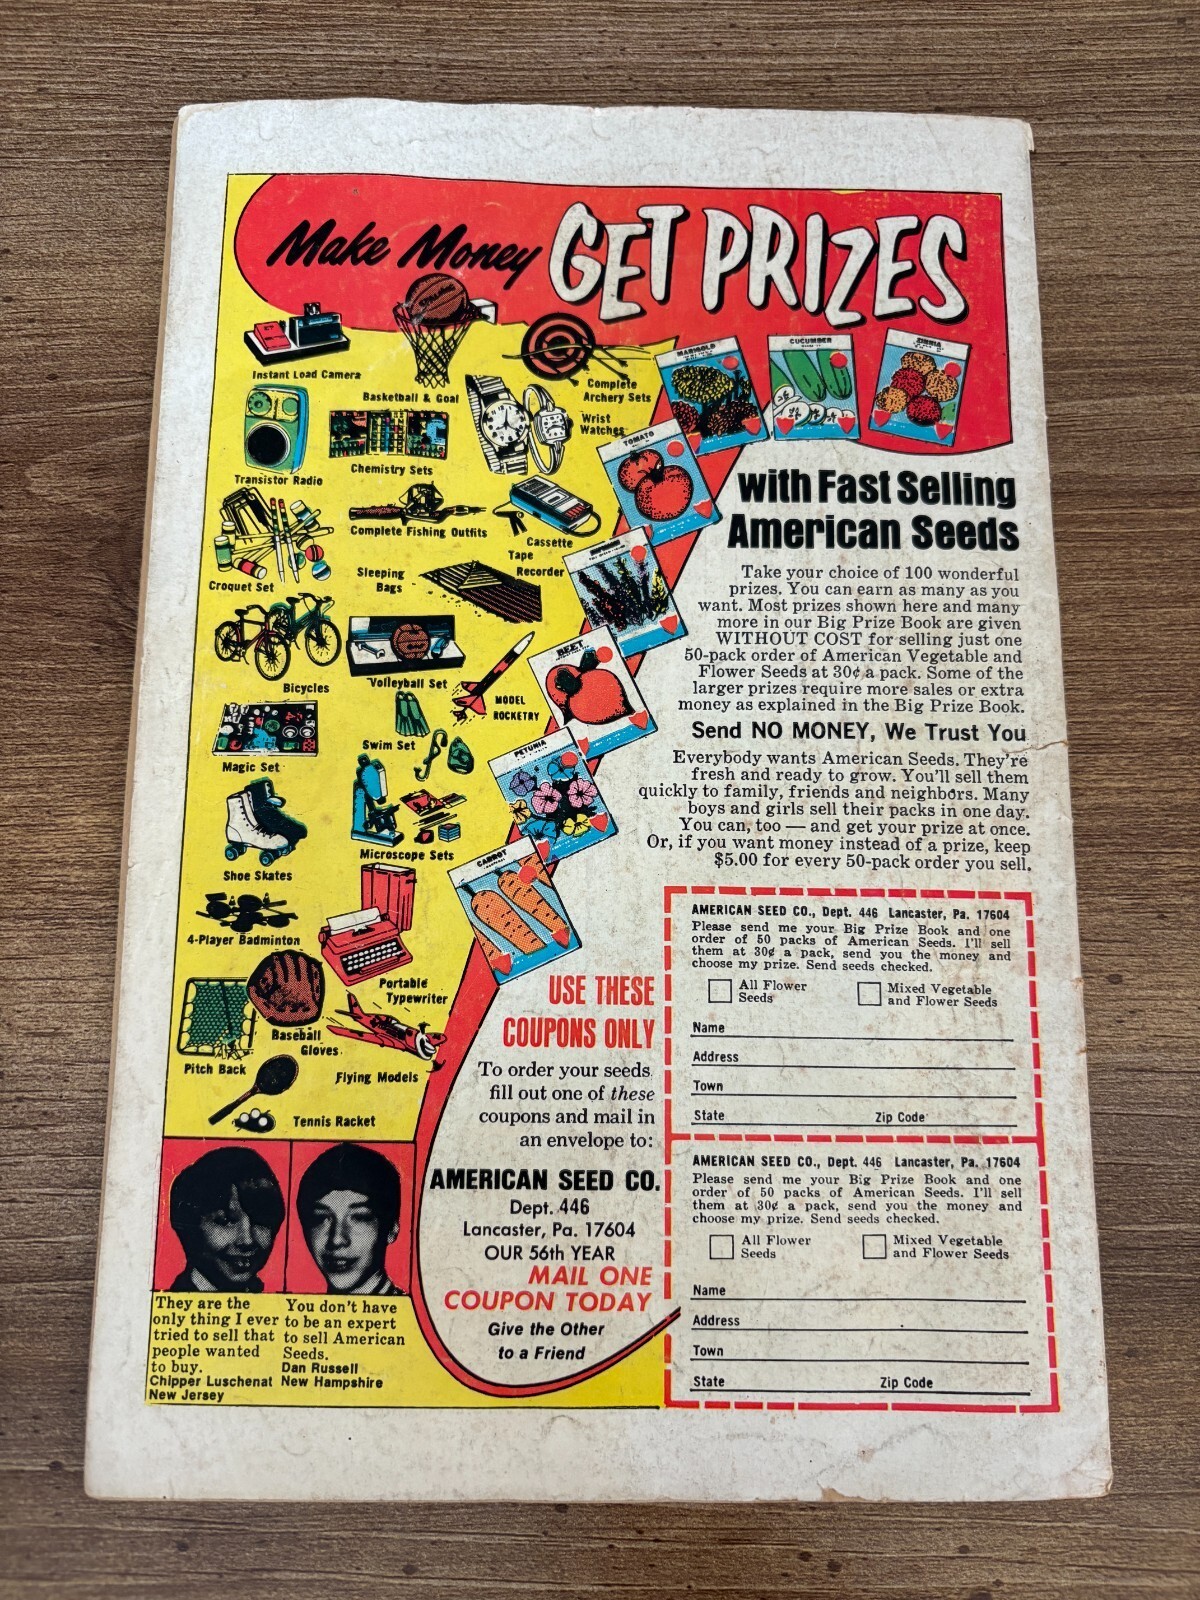 Make Money GET PRIZES
SPALDING
Instant Load Camera
Basketball & Goal
Complete
Archery Sets
Wrist
Watches
Transistor Radio
Chemistry Sets
Complete Fishing Outfits
Cassette
Tape
Recorder
Croquet Set
Sleeping
Bags
Bicycles
Volleyball Set
MODEL
ROCKETRY
Swim Set
Magic Set
Microscope Sets
Shoe Skates
4-Player Badminton
Portable
Typewriter
Baseball
Gloves
Pitch Back
Flying Models
Tennis Racket
MARIGOLD
CUCUMBER
ZINNIA
TOMATO
BEET
PETUNIA
CARROT
with Fast Selling
American Seeds
Take your choice of 100 wonderful
prizes. You can earn as many as you
want. Most prizes shown here and many
more in our Big Prize Book are given
WITHOUT COST for selling just one
50-pack order of American Vegetable and
Flower Seeds at 30¢ a pack. Some of the
larger prizes require more sales or extra
money as explained in the Big Prize Book.
Send NO MONEY, We Trust You
Everybody wants American Seeds. They're
fresh and ready to grow. You'll sell them
quickly to family, friends and neighbors. Many
boys and girls sell their packs in one day.
You can, too — and get your prize at once.
Or, if you want money instead of a prize, keep
$5.00 for every 50-pack order you sell.
USE THESE
COUPONS ONLY
To order your seeds
fill out one of these
coupons and mail in
an envelope to:
AMERICAN SEED CO.
Dept. 446
Lancaster, Pa. 17604
OUR 56th YEAR
MAIL ONE
COUPON TODAY
Give the Other
to a Friend
AMERICAN SEED CO., Dept. 446 Lancaster, Pa. 17604
Please send me your Big Prize Book and one
order of 50 packs of American Seeds. I'll sell
them at 30¢ a pack, send you the money and
choose my prize. Send seeds checked.
All Flower
Seeds
Mixed Vegetable
and Flower Seeds
Name
Address
Town
State Zip Code
AMERICAN SEED CO., Dept. 446 Lancaster, Pa. 17604
Please send me your Big Prize Book and one
order of 50 packs of American Seeds. I'll sell
them at 30¢ a pack, send you the money and
choose my prize. Send seeds checked.
All Flower
Seeds
Mixed Vegetable
and Flower Seeds
Name
Address
Town
State Zip Code
They are the
only thing I ever
tried to sell that
people wanted
to buy.
Chipper Luschenat
New Jersey
You don't have
to be an expert
to sell American
Seeds.
Dan Russell
New Hampshire